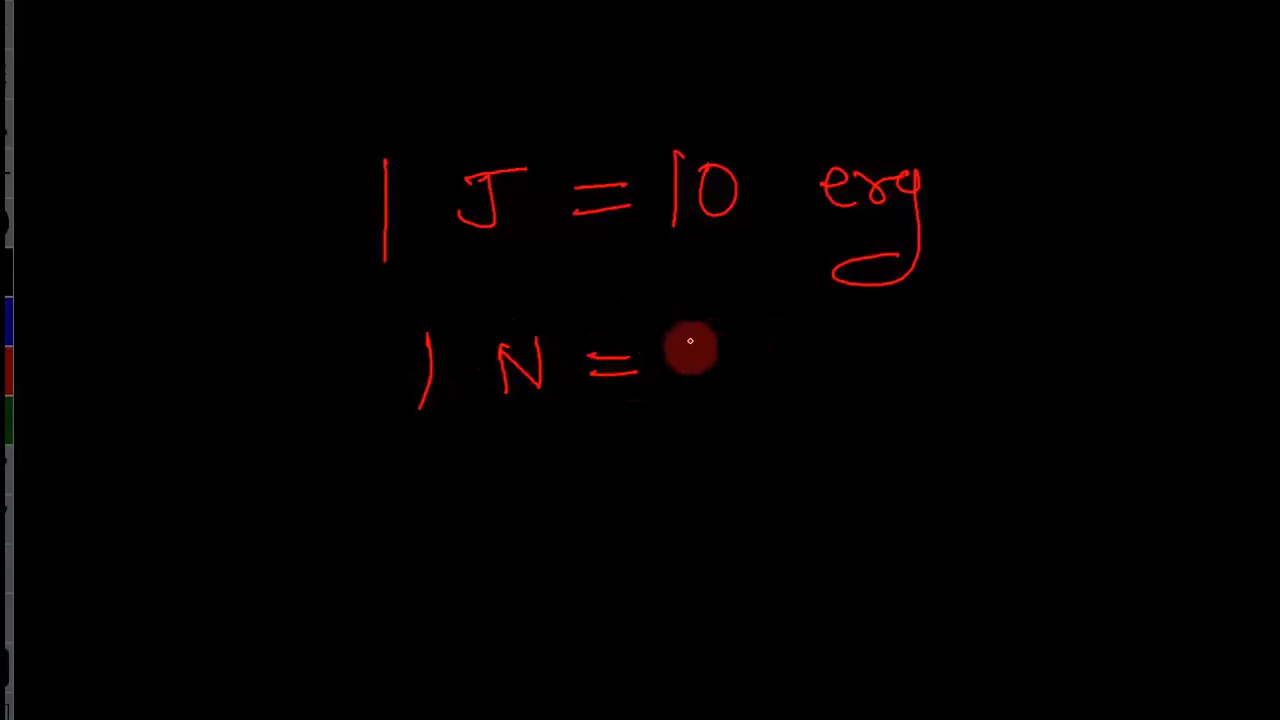 1 J = 10 erg
1 N =